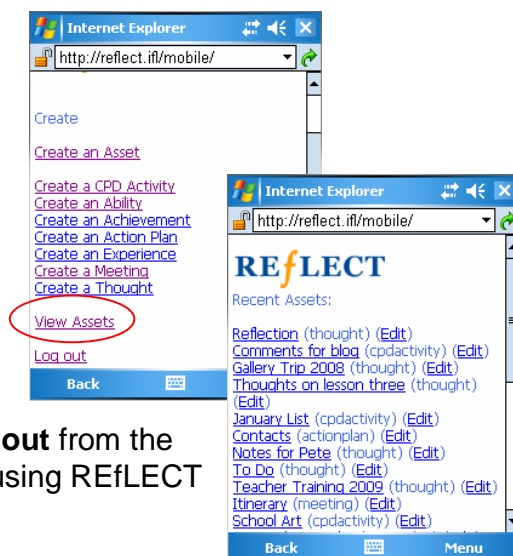 Internet Explorer
http://reflect.ifl/mobile/
Create
Create an Asset
Create a CPD Activity
Create an Ability
Create an Achievement
Create an Action Plan
Create an Experience
Create a Meeting
Create a Thought
View Assets
Log out
Back
Internet Explorer
http://reflect.ifl/mobile/
REfLECT
Recent Assets:
Reflection (thought) (Edit)
Comments for blog (cpdactivity) (Edit)
Gallery Trip 2008 (thought) (Edit)
Thoughts on lesson three (thought)
(Edit)
January List (cpdactivity) (Edit)
Contacts (actionplan) (Edit)
Notes for Pete (thought) (Edit)
To Do (thought) (Edit)
Teacher Training 2009 (thought) (Edit)
Itinerary (meeting) (Edit)
School Art (cpdactivity) (Edit)
Back Menu
out from the
using REfLECT